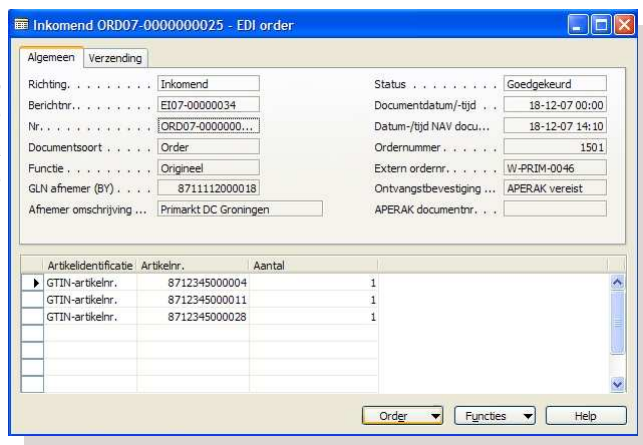 Inkomend ORD07-0000000025 - EDI order
Algemeen Verzending
Richting. . . . . . . . . Inkomend
Berichtnr.. . . . . . . . EI07-00000034
Nr. . . . . . . . . . . . ORD07-0000000...
Documentsoort . . . . . Order
Functie . . . . . . . . . Origineel
GLN afnemer (BY) . . . . 8711112000018
Afnemer omschrijving ... Primarkt DC Groningen
Status . . . . . . . . . Goedgekeurd
Documentdatum/-tijd . . 18-12-07 00:00
Datum-/tijd NAV docu... 18-12-07 14:10
Ordernummer . . . . . . 1501
Extern ordernr. . . . . . W-PRIM-0046
Ontvangstbevestiging ... APERAK vereist
APERAK documentnr. . .
Artikelidentificatie Artikelnr. Aantal
GTIN-artikelnr. 8712345000004 1
GTIN-artikelnr. 8712345000011 1
GTIN-artikelnr. 8712345000028 1
Order Functies Help